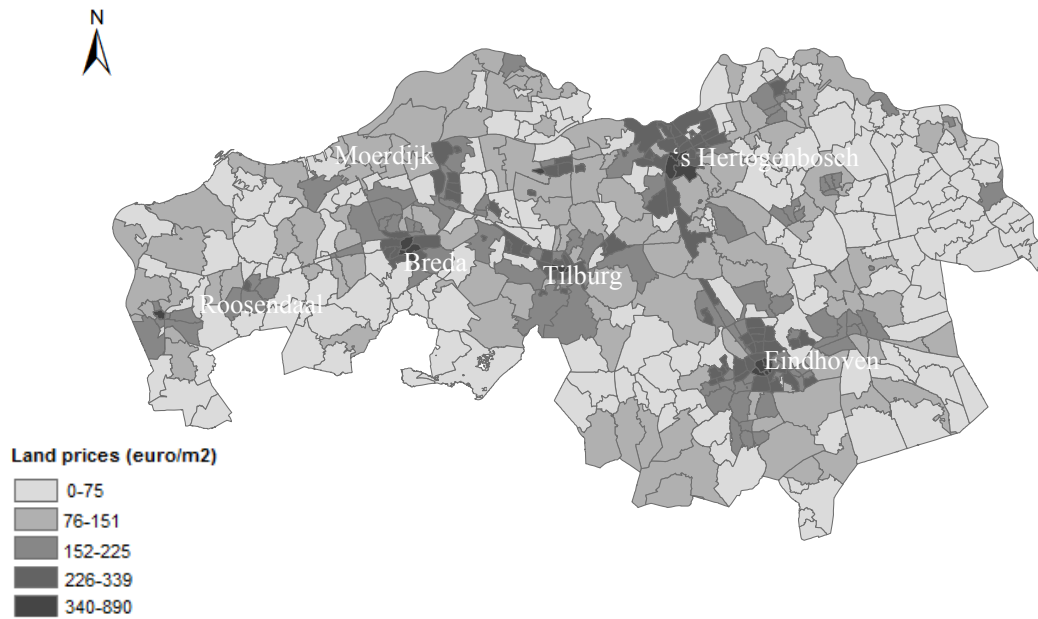 N
Moerdijk
‘s Hertogenbosch
Breda
Tilburg
Roosendaal
Eindhoven
Land prices (euro/m2)
0-75
76-151
152-225
226-339
340-890